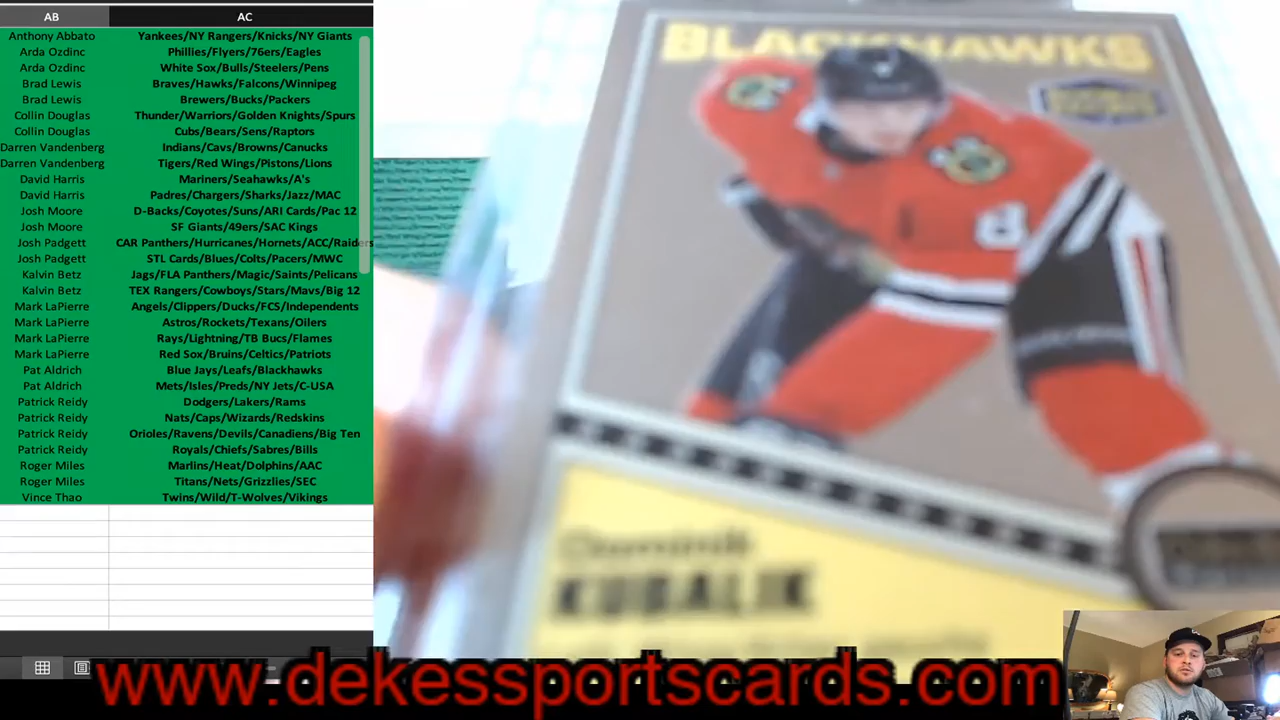 AB AC
Anthony Abbato Yankees/NY Rangers/Knicks/NY Giants
Arda Ozdinc Phillies/Flyers/76ers/Eagles
Arda Ozdinc White Sox/Bulls/Steelers/Pens
Brad Lewis Braves/Hawks/Falcons/Winnipeg
Brad Lewis Brewers/Bucks/Packers
Collin Douglas Thunder/Warriors/Golden Knights/Spurs
Collin Douglas Cubs/Bears/Sens/Raptors
Darren Vandenberg Indians/Cavs/Browns/Canucks
Darren Vandenberg Tigers/Red Wings/Pistons/Lions
David Harris Mariners/Seahawks/A's
David Harris Padres/Chargers/Sharks/Jazz/MAC
Josh Moore D-Backs/Coyotes/Suns/ARI Cards/Pac 12
Josh Moore SF Giants/49ers/SAC Kings
Josh Padgett CAR Panthers/Hurricanes/Hornets/ACC/Raiders
Josh Padgett STL Cards/Blues/Colts/Pacers/MWC
Kalvin Betz Jags/FLA Panthers/Magic/Saints/Pelicans
Kalvin Betz TEX Rangers/Cowboys/Stars/Mavs/Big 12
Mark LaPierre Angels/Clippers/Ducks/FCS/Independents
Mark LaPierre Astros/Rockets/Texans/Oilers
Mark LaPierre Rays/Lightning/TB Bucs/Flames
Mark LaPierre Red Sox/Bruins/Celtics/Patriots
Pat Aldrich Blue Jays/Leafs/Blackhawks
Pat Aldrich Mets/Isles/Preds/NY Jets/C-USA
Patrick Reidy Dodgers/Lakers/Rams
Patrick Reidy Nats/Caps/Wizards/Redskins
Patrick Reidy Orioles/Ravens/Devils/Canadiens/Big Ten
Patrick Reidy Royals/Chiefs/Sabres/Bills
Roger Miles Marlins/Heat/Dolphins/AAC
Roger Miles Titans/Nets/Grizzlies/SEC
Vince Thao Twins/Wild/T-Wolves/Vikings
BLACKHAWKS
8
Dominik
KUBALIK
www.dekessportscards.com